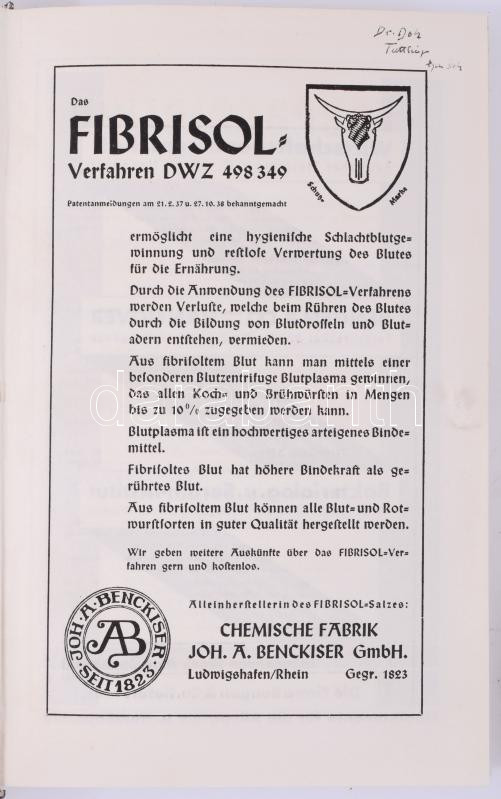 Dr. Dotz
Das
FIBRISOL=
Verfahren DWZ 498 349
Patentanmeldungen am 21. 2. 37 u. 27. 10. 38 bekanntgemacht
Schutz= Marke
ermöglicht eine hygienische Schlachtblutge=
winnung und restlose Verwertung des Blutes
für die Ernährung.
Durch die Anwendung des FIBRISOL=Verfahrens
werden Verluste, welche beim Rühren des Blutes
durch die Bildung von Blutdrosseln und Blut=
adern entstehen, vermieden.
Aus fibrisoltem Blut kann man mittels einer
besonderen Blutzentrifuge Blutplasma gewinnen,
das allen Koch= und Brühwürsten in Mengen
bis zu 10% zugegeben werden kann.
Blutplasma ist ein hochwertiges arteigenes Binde=
mittel.
Fibrisoltes Blut hat höhere Bindekraft als ge=
rührtes Blut.
Aus fibrisoltem Blut können alle Blut= und Rot=
wurstsorten in guter Qualität hergestellt werden.
Wir geben weitere Auskünfte über das FIBRISOL=Ver=
fahren gern und kostenlos.
JOH. A. BENCKISER
AB
SEIT 1823
Alleinherstellerin des FIBRISOL=Salzes:
CHEMISCHE FABRIK
JOH. A. BENCKISER GmbH.
Ludwigshafen/Rhein Gegr. 1823
darabanth